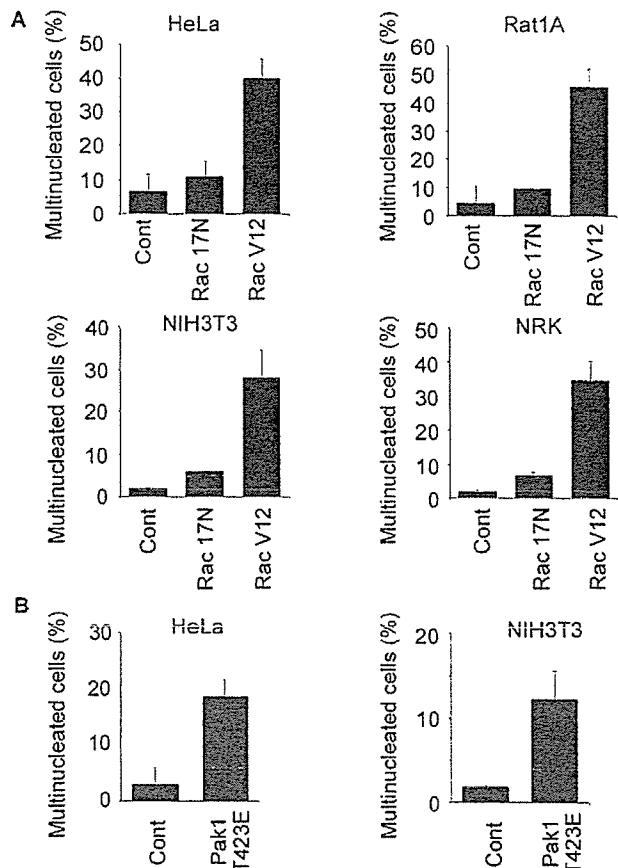 A
HeLa
Multinucleated cells (%)
50
40
30
20
10
0
Cont
Rac 17N
Rac V12
Rat1A
Multinucleated cells (%)
60
50
40
30
20
10
0
Cont
Rac 17N
Rac V12
NIH3T3
Multinucleated cells (%)
40
30
20
10
0
Cont
Rac 17N
Rac V12
NRK
Multinucleated cells (%)
50
40
30
20
10
0
Cont
Rac 17N
Rac V12
B
HeLa
Multinucleated cells (%)
30
20
10
0
Cont
Pak1
T423E
NIH3T3
Multinucleated cells (%)
20
10
0
Cont
Pak1
T423E